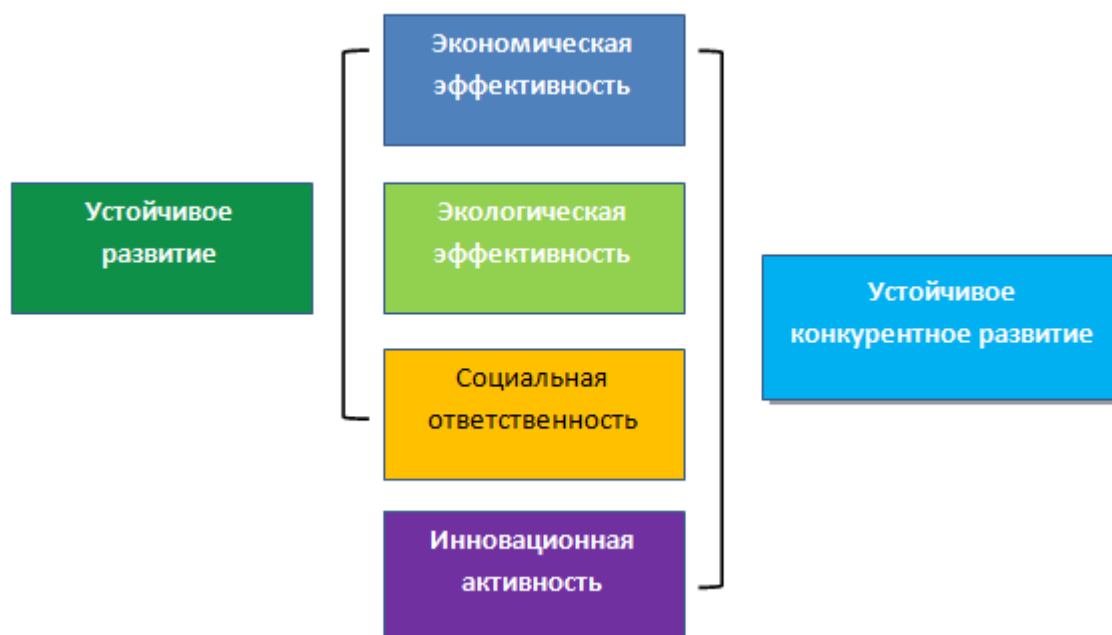 Экономическая
эффективность
Устойчивое
развитие
Экологическая
эффективность
Устойчивое
конкурентное развитие
Социальная
ответственность
Инновационная
активность